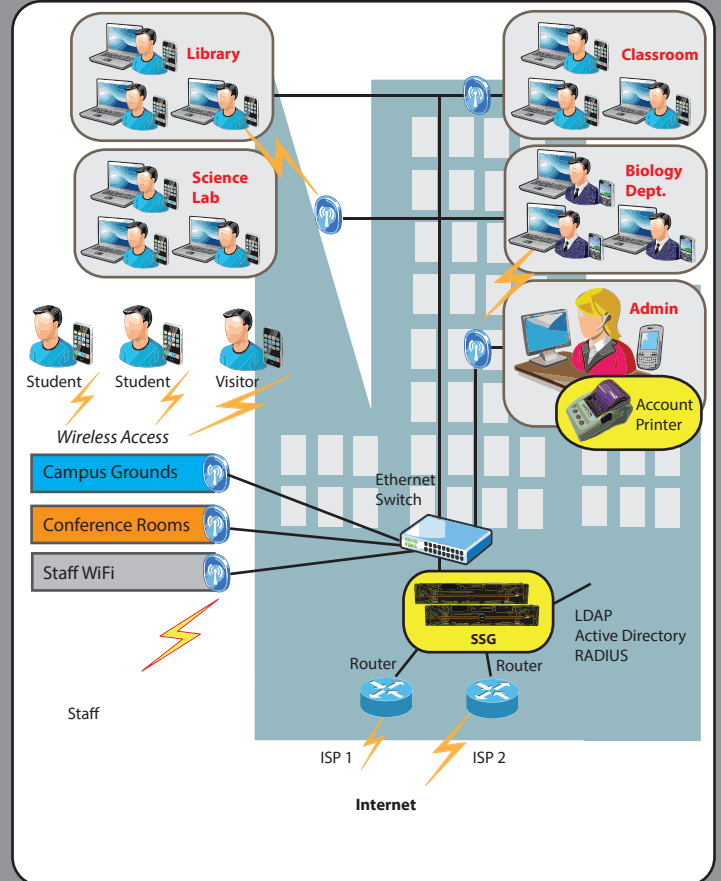 Library
Classroom
Science
Lab
Biology
Dept.
Admin
Account
Printer
Student
Student
Visitor
Wireless Access
Campus Grounds
Conference Rooms
Staff WiFi
Ethernet
Switch
SSG
LDAP
Active Directory
RADIUS
Router
Router
Staff
ISP 1
ISP 2
Internet